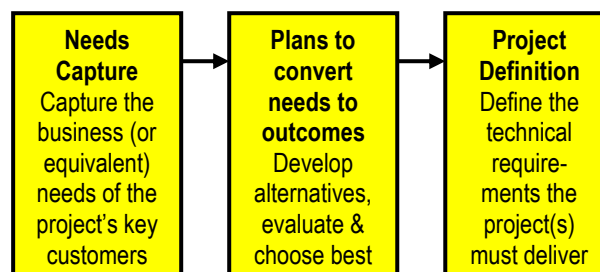 Needs
Capture
Capture the
business (or
equivalent)
needs of the
project's key
customers
Plans to
convert
needs to
outcomes
Develop
alternatives,
evaluate &
choose best
Project
Definition
Define the
technical
require-
ments the
project(s)
must deliver